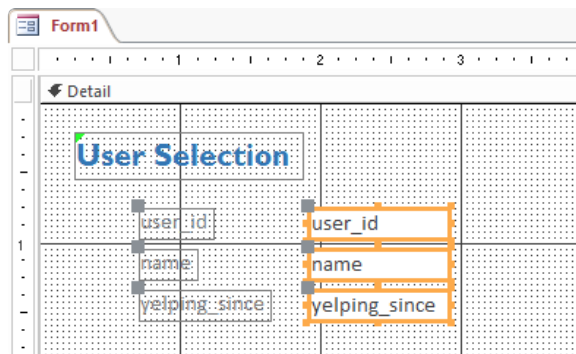 Form1
1 2 3
Detail
User Selection
user_id user_id
1
name name
yelping_since yelping_since